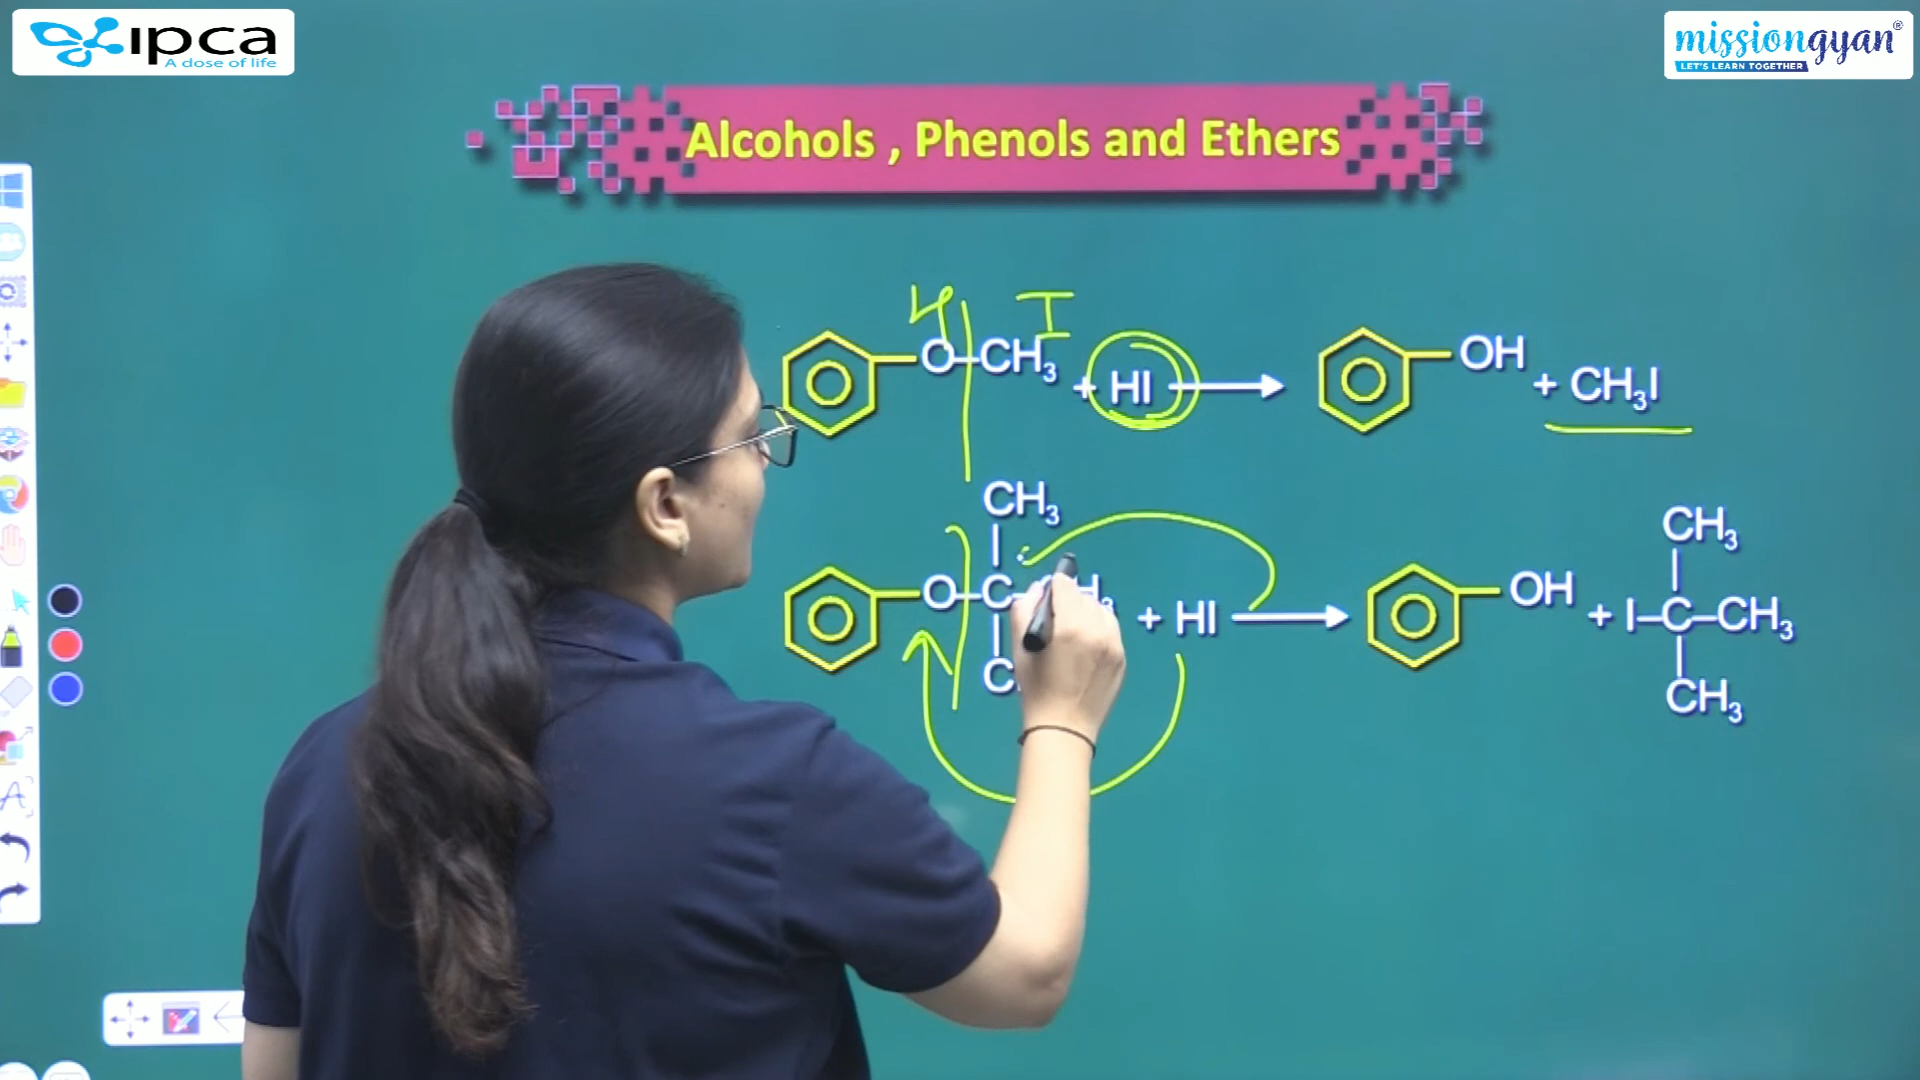 ipca
A dose of life
missiongyan®
LET'S LEARN TOGETHER
Alcohols , Phenols and Ethers
H I
O–CH₃ + HI → OH + CH₃I
CH₃
O–C– H₃ + HI → OH + I–C–CH₃
C
CH₃
CH₃